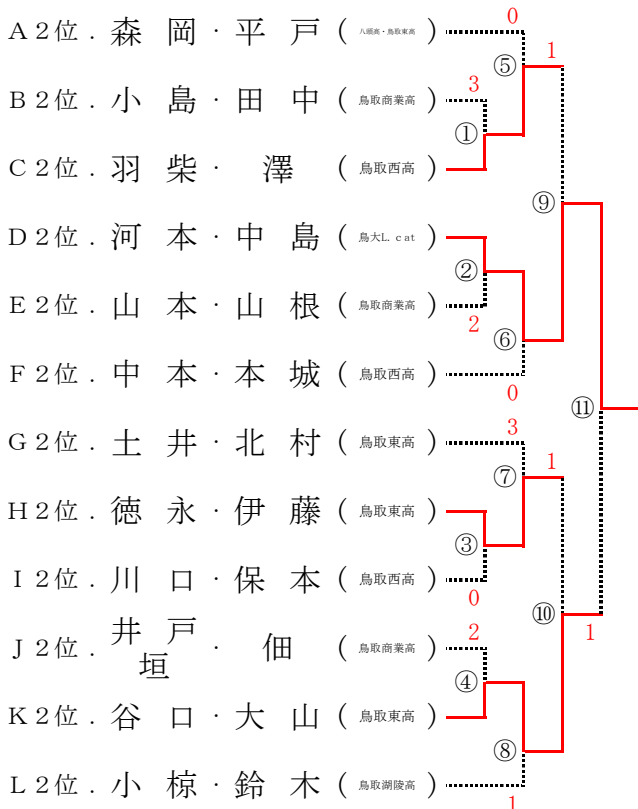 A2位．森 岡・平 戸(八頭高・鳥取東高)
0
⑤
1
B2位．小 島・田 中(鳥取商業高)
3
①
C2位．羽 柴・澤(鳥取西高)
⑨
D2位．河 本・中 島(鳥大L.cat)
②
E2位．山 本・山 根(鳥取商業高)
2
⑥
F2位．中 本・本 城(鳥取西高)
0
⑪
G2位．土 井・北 村(鳥取東高)
3
⑦
1
H2位．徳 永・伊 藤(鳥取東高)
③
I2位．川 口・保 本(鳥取西高)
0
⑩
1
J2位．井戸垣・佃(鳥取商業高)
2
④
K2位．谷 口・大 山(鳥取東高)
⑧
L2位．小 椋・鈴 木(鳥取湖陵高)
1